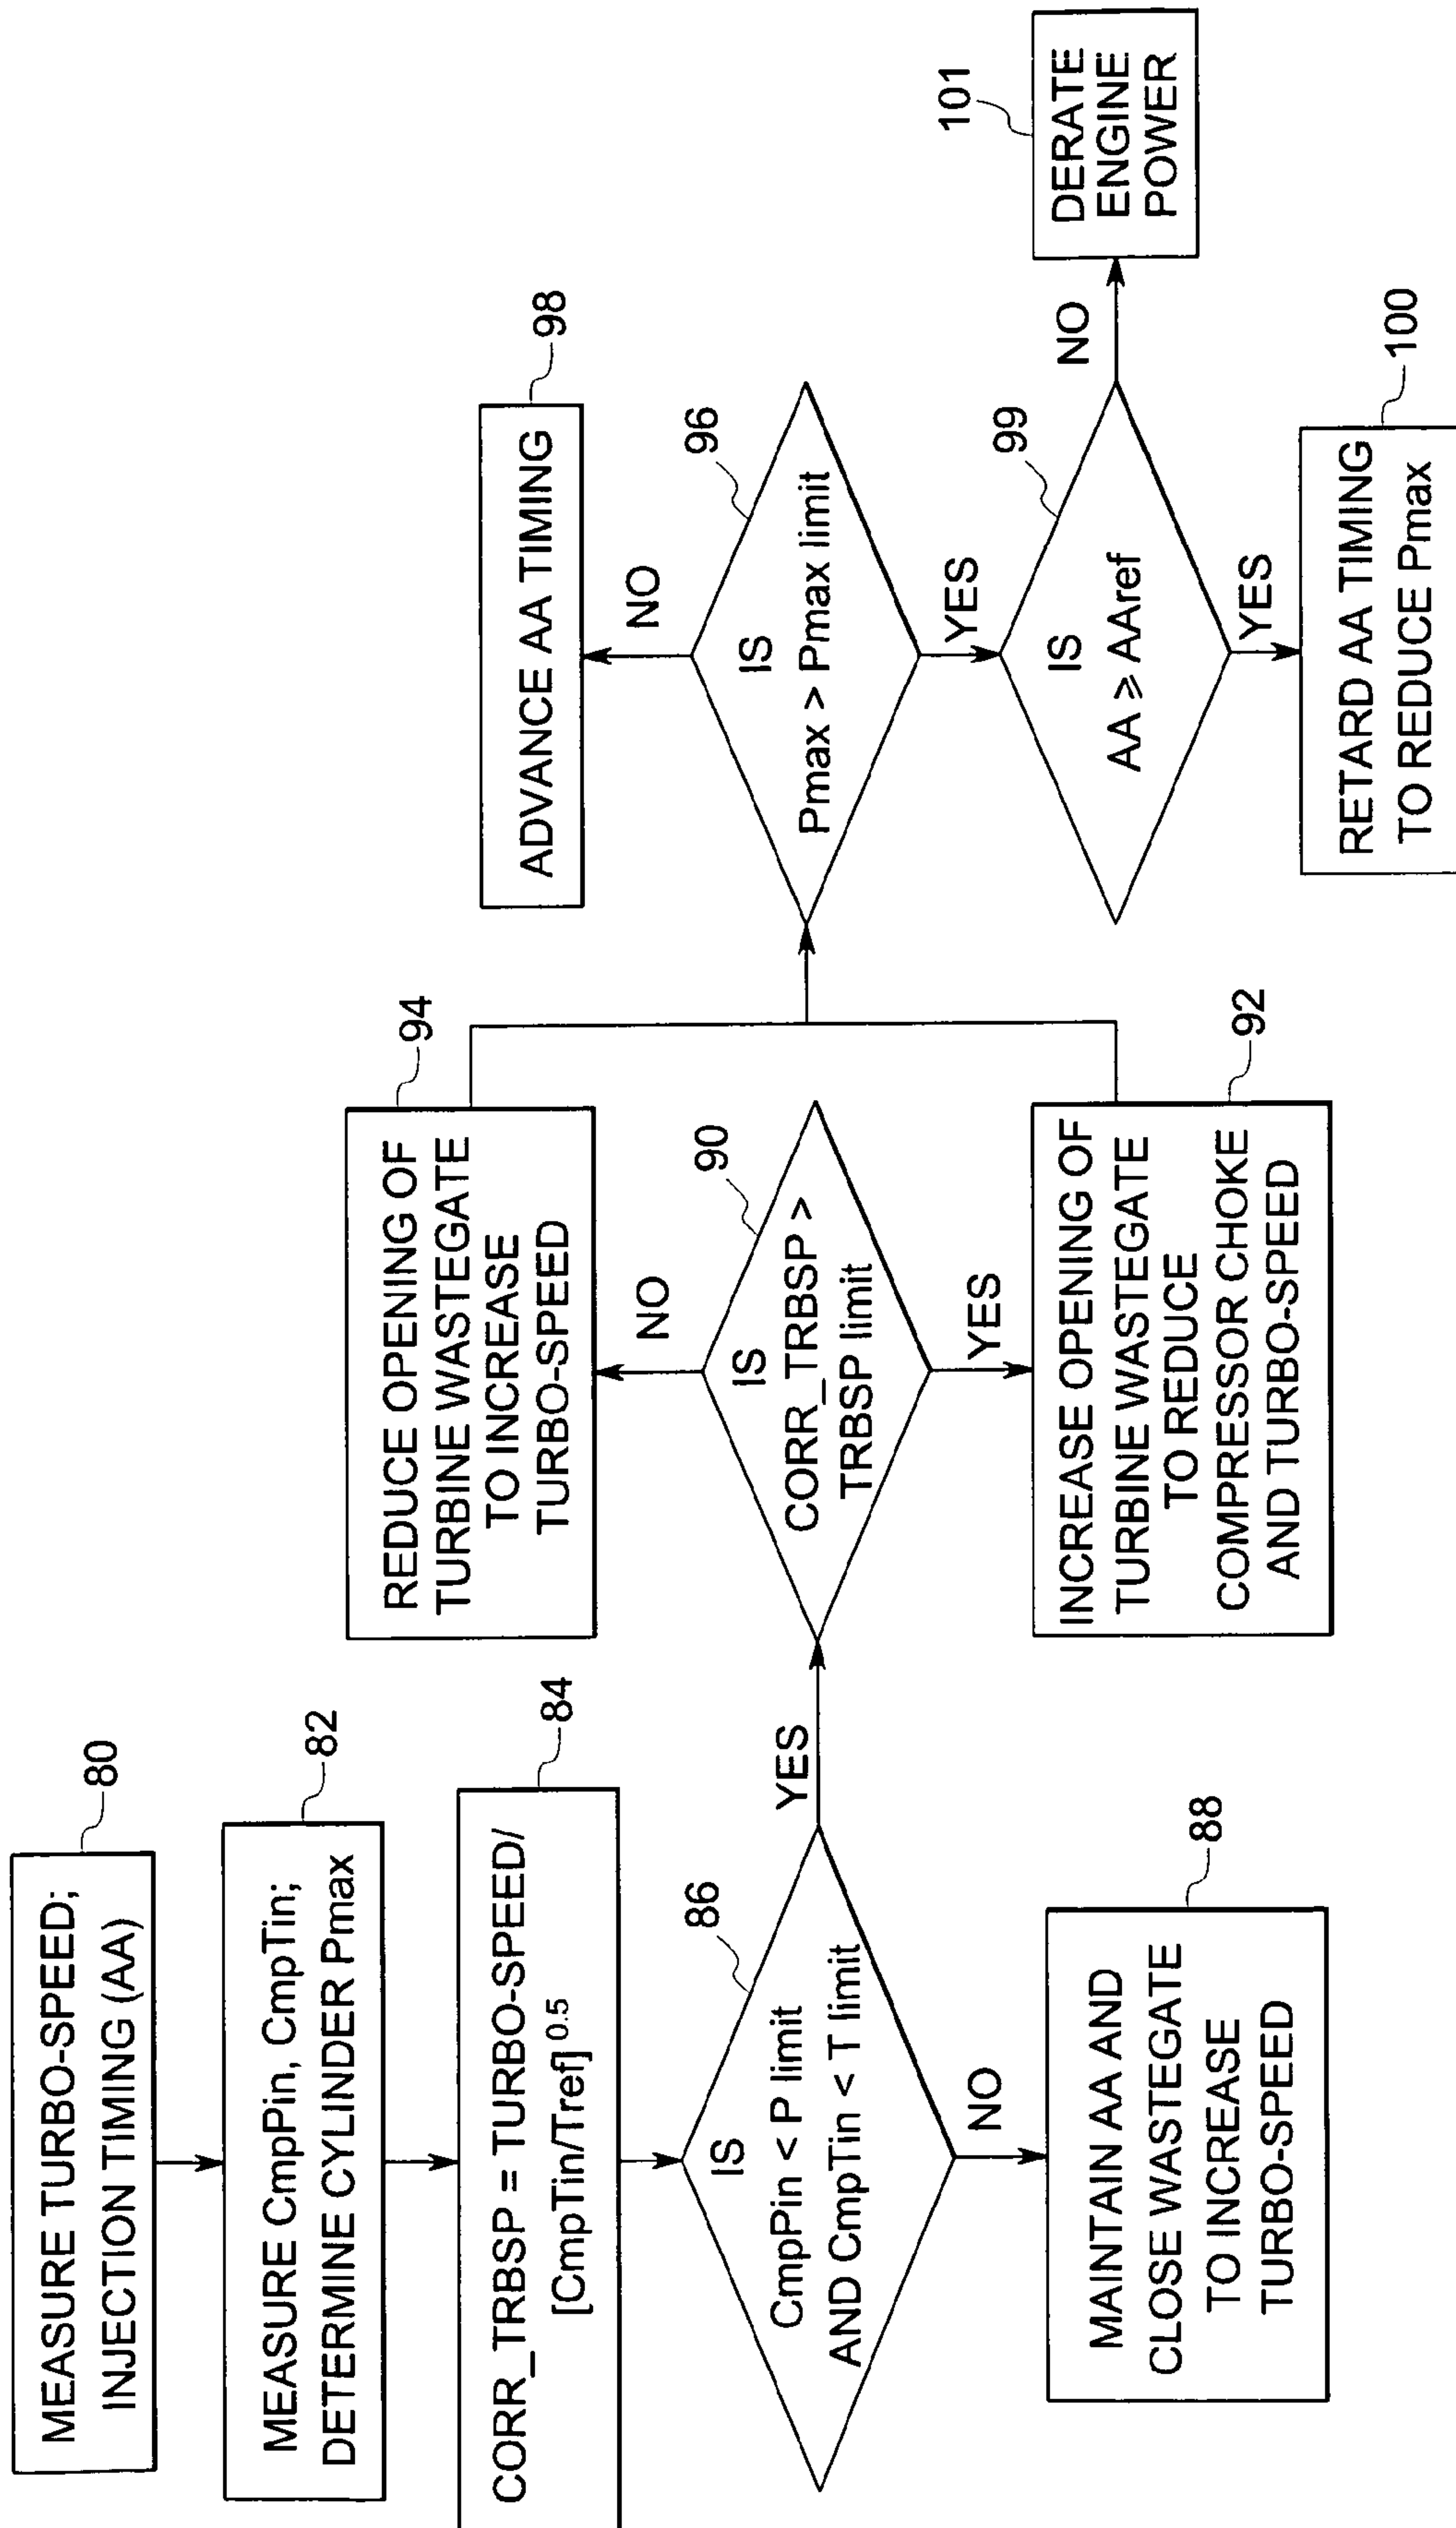 MEASURE TURBO-SPEED;
INJECTION TIMING (AA)
80
MEASURE CmpPin, CmpTin;
DETERMINE CYLINDER Pmax
82
CORR_TRBSP = TURBO-SPEED/
[CmpTin/Tref] 0.5
84
IS
CmpPin < P limit
AND CmpTin < T limit
86
YES
NO
MAINTAIN AA AND
CLOSE WASTEGATE
TO INCREASE
TURBO-SPEED
88
IS
CORR_TRBSP >
TRBSP limit
90
NO
YES
REDUCE OPENING OF
TURBINE WASTEGATE
TO INCREASE
TURBO-SPEED
94
INCREASE OPENING OF
TURBINE WASTEGATE
TO REDUCE
COMPRESSOR CHOKE
AND TURBO-SPEED
92
IS
Pmax > Pmax limit
96
NO
YES
ADVANCE AA TIMING
98
IS
AA ⩾ AAref
99
NO
YES
DERATE
ENGINE
POWER
101
RETARD AA TIMING
TO REDUCE Pmax
100